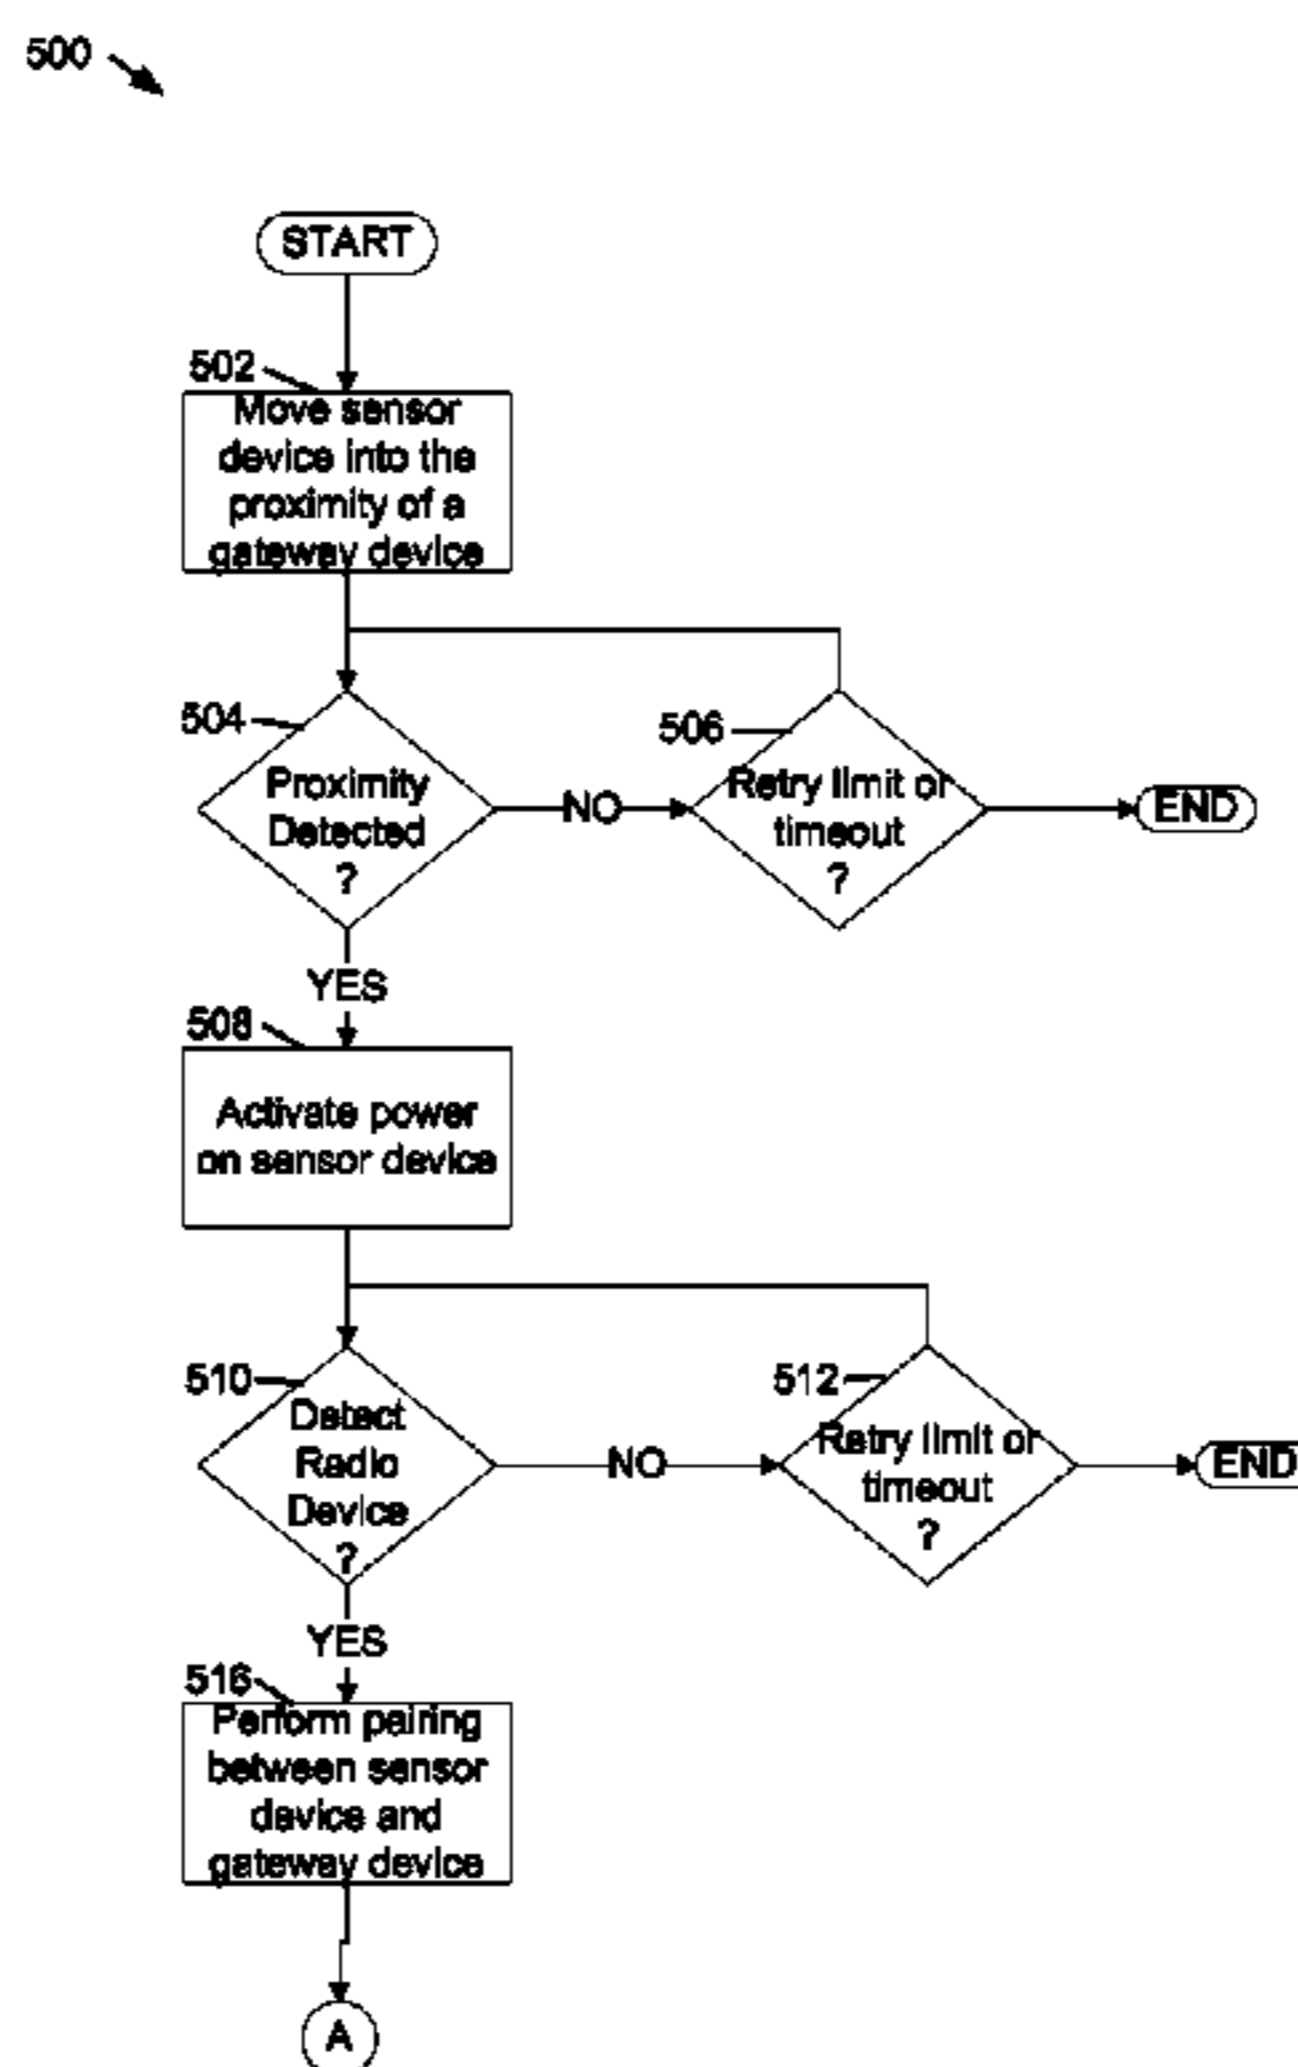 500
START
502
Move sensor
device into the
proximity of a
gateway device
504
Proximity
Detected
?
NO
506
Retry limit or
timeout
?
END
YES
508
Activate power
on sensor device
510
Detect
Radio
Device
?
NO
512
Retry limit or
timeout
?
END
YES
516
Perform pairing
between sensor
device and
gateway device
A